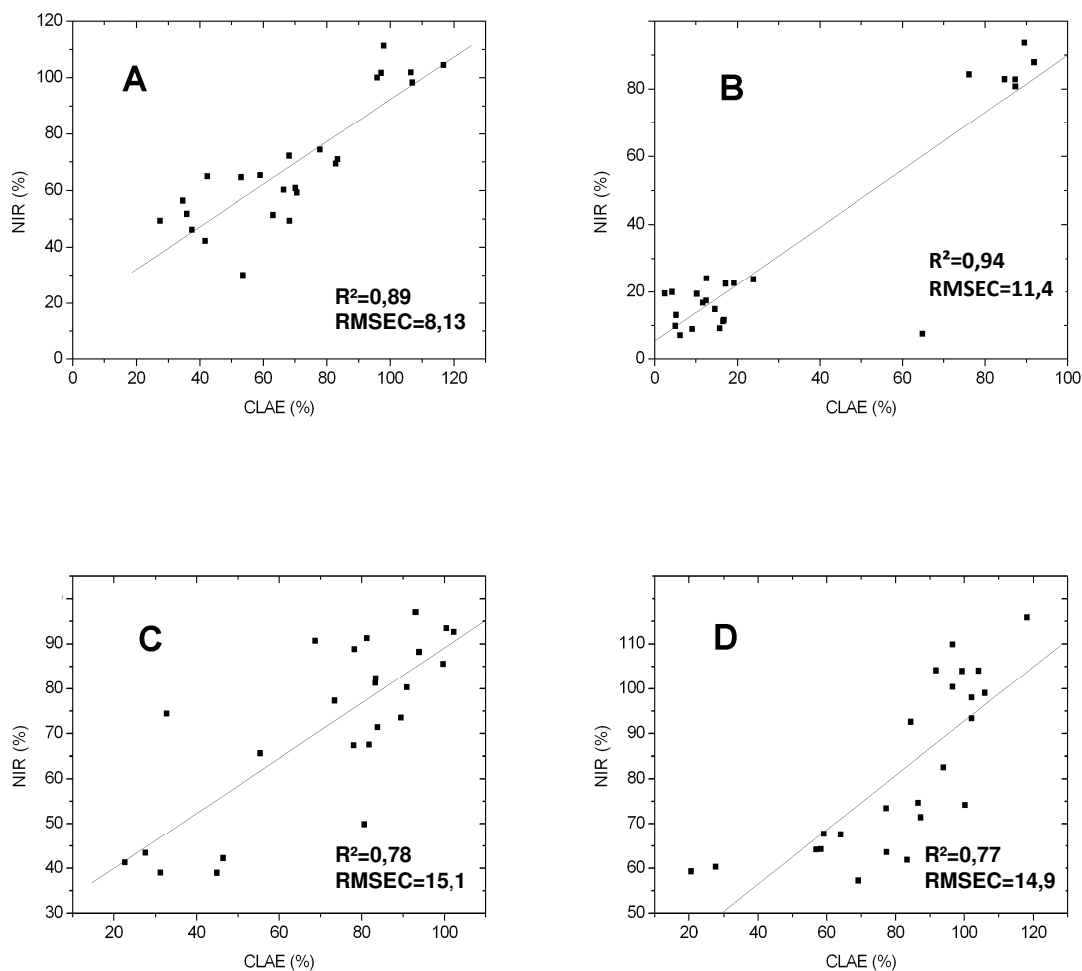 120
100
80
60
40
20
0
NIR (%)
A
R²=0,89
RMSEC=8,13
0 20 40 60 80 100 120
CLAE (%)
80
60
40
20
0
NIR (%)
B
R²=0,94
RMSEC=11,4
0 20 40 60 80 100
CLAE (%)
90
80
70
60
50
40
30
NIR (%)
C
R²=0,78
RMSEC=15,1
20 40 60 80 100
CLAE (%)
110
100
90
80
70
60
50
NIR (%)
D
R²=0,77
RMSEC=14,9
20 40 60 80 100 120
CLAE (%)